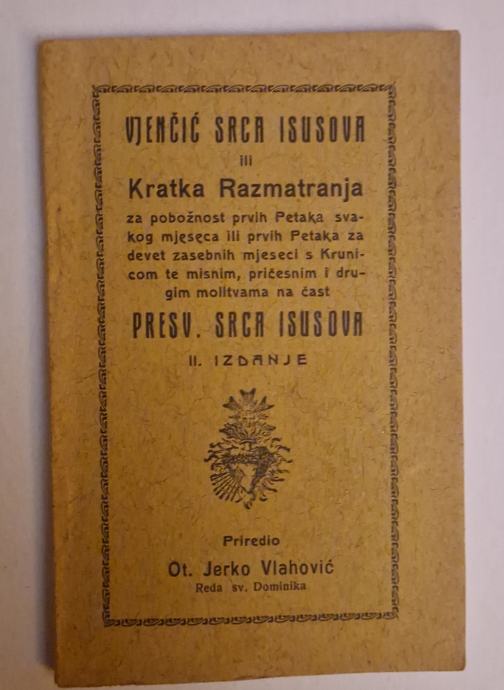 VJENČIĆ SRCA ISUSOVA
ili
Kratka Razmatranja
za pobožnost prvih Petaka sva-
kog mjeseca ili prvih Petaka za
devet zasebnih mjeseci s Kruni-
com te misnim, pričesnim i dru-
gim molitvama na čast
PRESV. SRCA ISUSOVA
II. IZDANJE
Priredio
Ot. Jerko Vlahović
Reda sv. Dominika